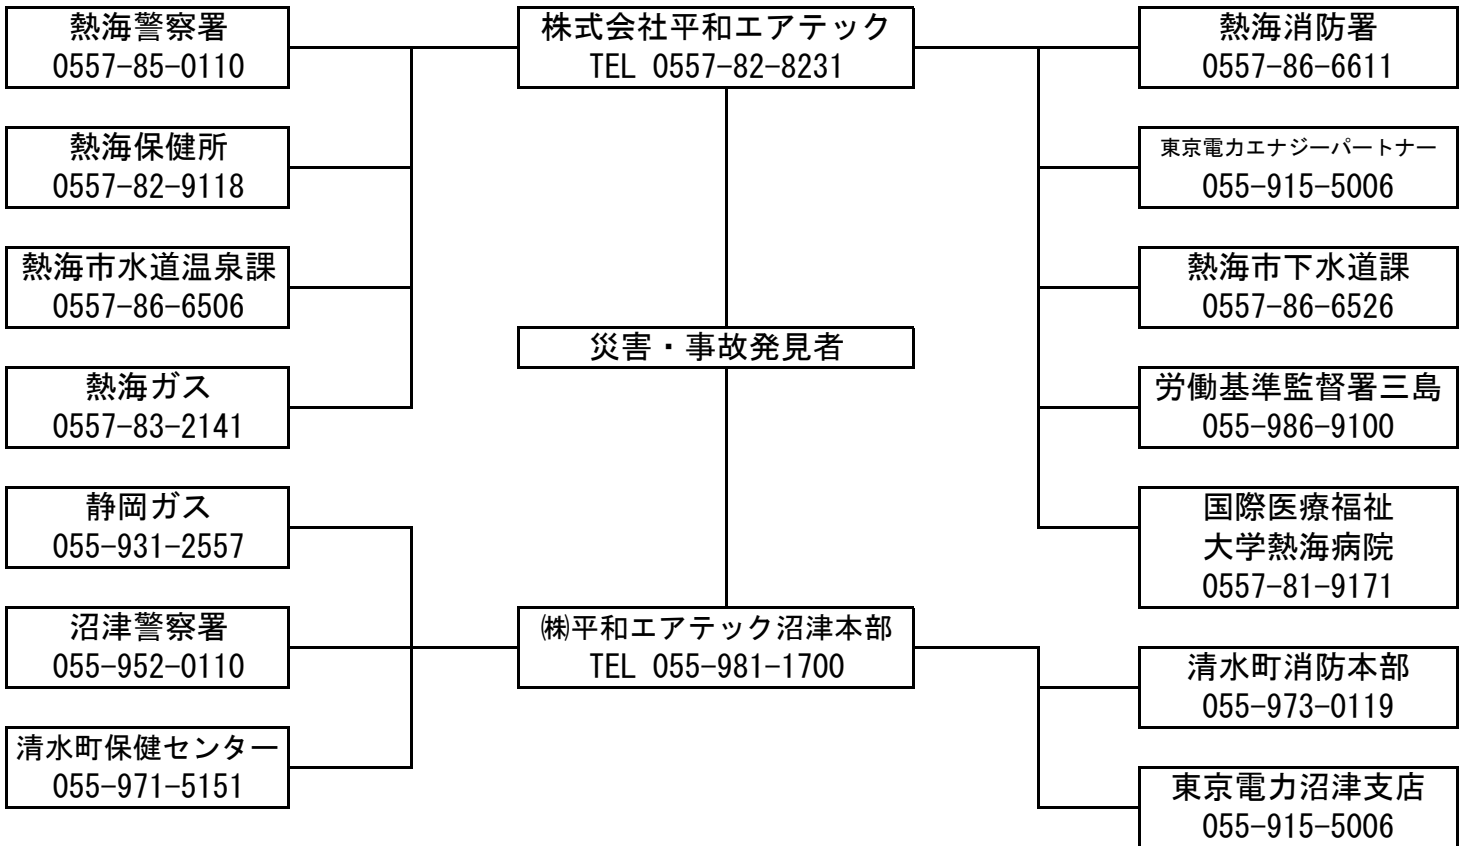 熱海警察署
0557-85-0110
株式会社平和エアテック
TEL 0557-82-8231
熱海消防署
0557-86-6611
熱海保健所
0557-82-9118
東京電力エナジーパートナー
055-915-5006
熱海市水道温泉課
0557-86-6506
熱海市下水道課
0557-86-6526
災害・事故発見者
熱海ガス
0557-83-2141
労働基準監督署三島
055-986-9100
静岡ガス
055-931-2557
国際医療福祉
大学熱海病院
0557-81-9171
沼津警察署
055-952-0110
㈱平和エアテック沼津本部
TEL 055-981-1700
清水町消防本部
055-973-0119
清水町保健センター
055-971-5151
東京電力沼津支店
055-915-5006